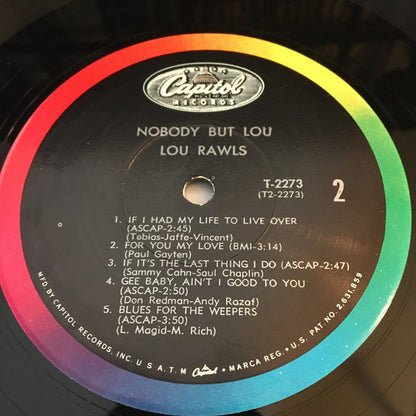 Capitol
RECORDS
NOBODY BUT LOU
LOU RAWLS
T-2273
(T2-2273)
2
1. IF I HAD MY LIFE TO LIVE OVER
(ASCAP-2:45)
(Tobias-Jaffe-Vincent)
2. FOR YOU MY LOVE (BMI-3:14)
(Paul Gayten)
3. IF IT'S THE LAST THING I DO (ASCAP-2:47)
(Sammy Cahn-Saul Chaplin)
4. GEE BABY, AIN'T I GOOD TO YOU
(ASCAP-2:50)
(Don Redman-Andy Razaf)
5. BLUES FOR THE WEEPERS
(ASCAP-3:50)
(L. Magid-M. Rich)
MFD. BY CAPITOL RECORDS, INC. U.S.A. T.M. Capitol MARCA REG. • U.S. PAT. NO. 2,631,859